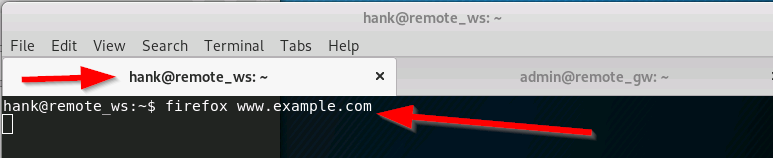 hank@remote_ws: ~
File Edit View Search Terminal Tabs Help
hank@remote_ws: ~ × admin@remote_gw: ~
hank@remote_ws:~$ firefox www.example.com